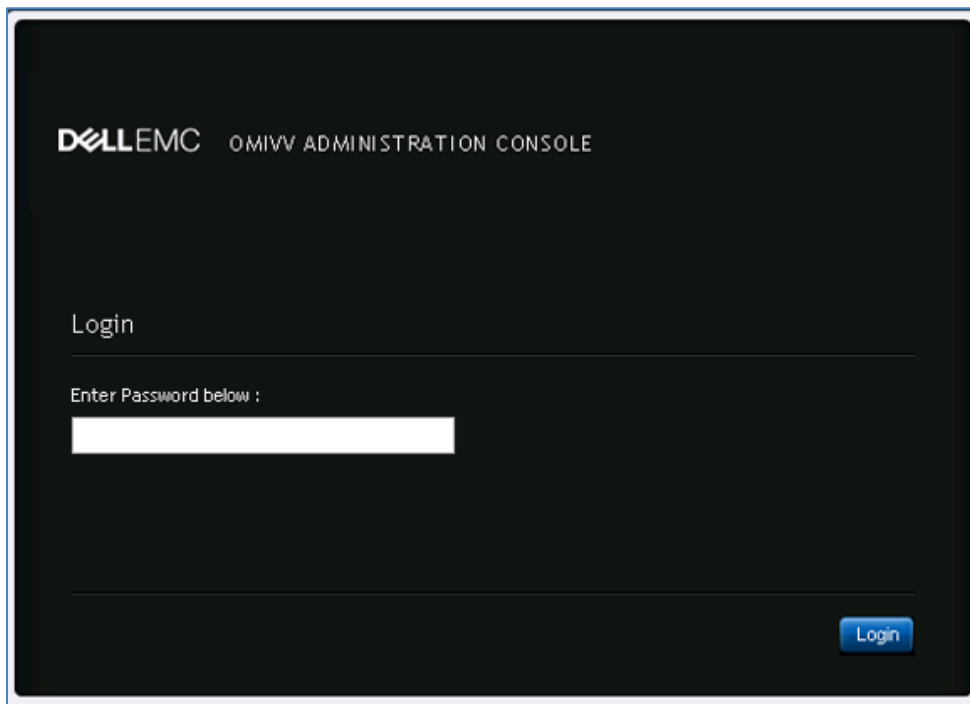 DELLEMC OMIVV ADMINISTRATION CONSOLE
Login
Enter Password below :
Login